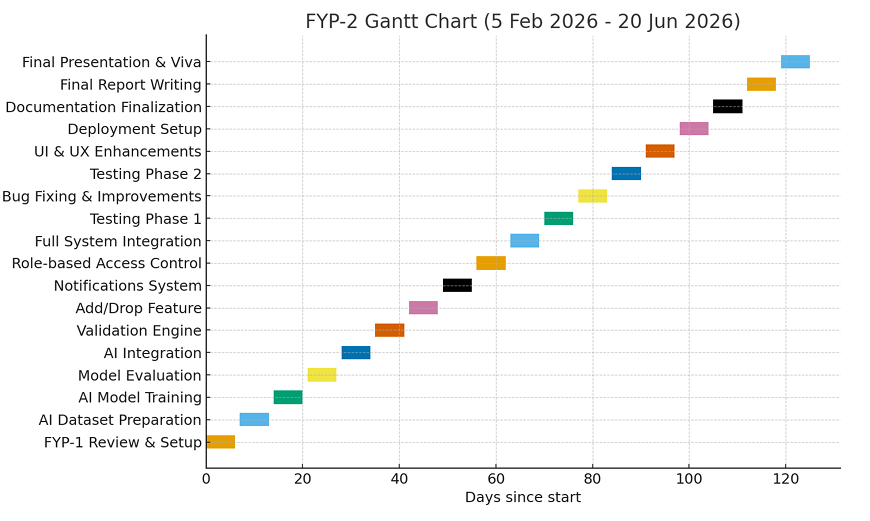 FYP-2 Gantt Chart (5 Feb 2026 - 20 Jun 2026)
Final Presentation & Viva
Final Report Writing
Documentation Finalization
Deployment Setup
UI & UX Enhancements
Testing Phase 2
Bug Fixing & Improvements
Testing Phase 1
Full System Integration
Role-based Access Control
Notifications System
Add/Drop Feature
Validation Engine
AI Integration
Model Evaluation
AI Model Training
AI Dataset Preparation
FYP-1 Review & Setup
0 20 40 60 80 100 120
Days since start